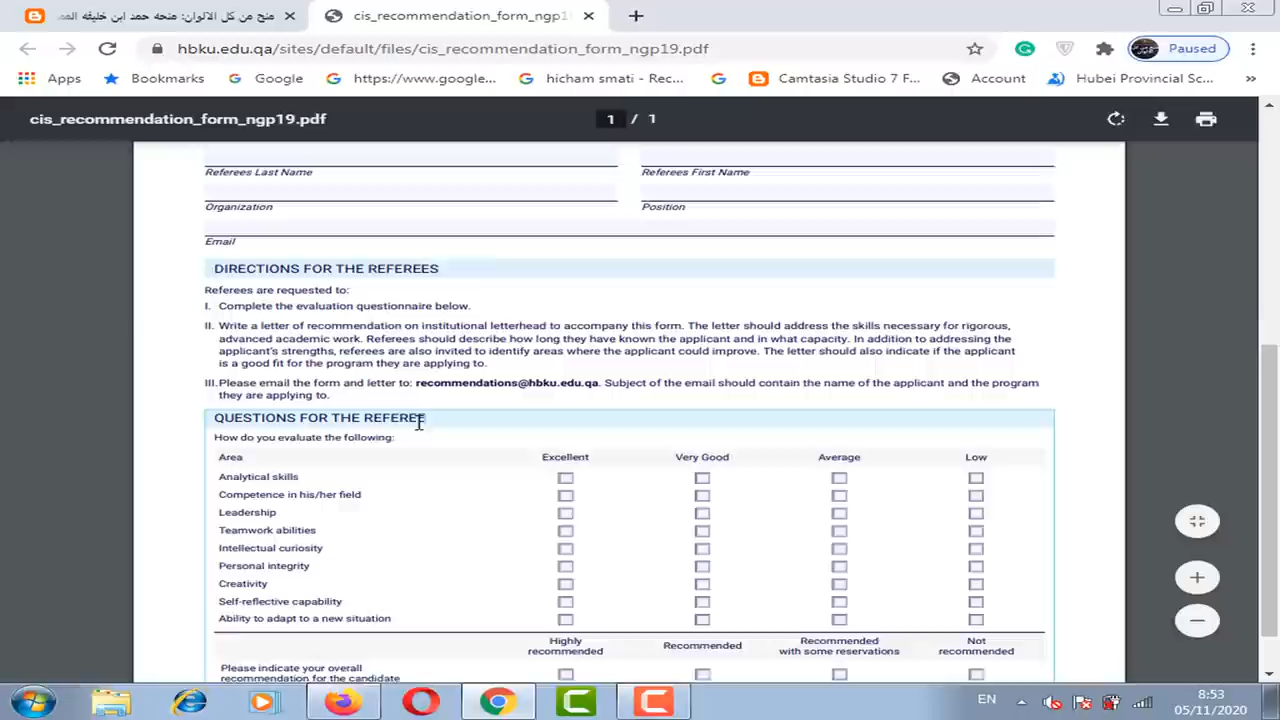 منح من كل الالوان: منحه حمد ابن خليفه
cis_recommendation_form_ngp19
hbku.edu.qa/sites/default/files/cis_recommendation_form_ngp19.pdf
Paused
Apps Bookmarks Google https://www.google... hicham smati - Rec... Camtasia Studio 7 F... Account Hubei Provincial Sc... »
cis_recommendation_form_ngp19.pdf
1 / 1
Referees Last Name Referees First Name
Organization Position
Email
DIRECTIONS FOR THE REFEREES
Referees are requested to:
I. Complete the evaluation questionnaire below.
II. Write a letter of recommendation on institutional letterhead to accompany this form. The letter should address the skills necessary for rigorous,
advanced academic work. Referees should describe how long they have known the applicant and in what capacity. In addition to addressing the
applicant's strengths, referees are also invited to identify areas where the applicant could improve. The letter should also indicate if the applicant
is a good fit for the program they are applying to.
III. Please email the form and letter to: recommendations@hbku.edu.qa. Subject of the email should contain the name of the applicant and the program
they are applying to.
QUESTIONS FOR THE REFEREE
How do you evaluate the following:
Area Excellent Very Good Average Low
Analytical skills
Competence in his/her field
Leadership
Teamwork abilities
Intellectual curiosity
Personal integrity
Creativity
Self-reflective capability
Ability to adapt to a new situation
Highly Recommended Recommended Not
recommended with some reservations recommended
Please indicate your overall
recommendation for the candidate
EN 8:53
05/11/2020